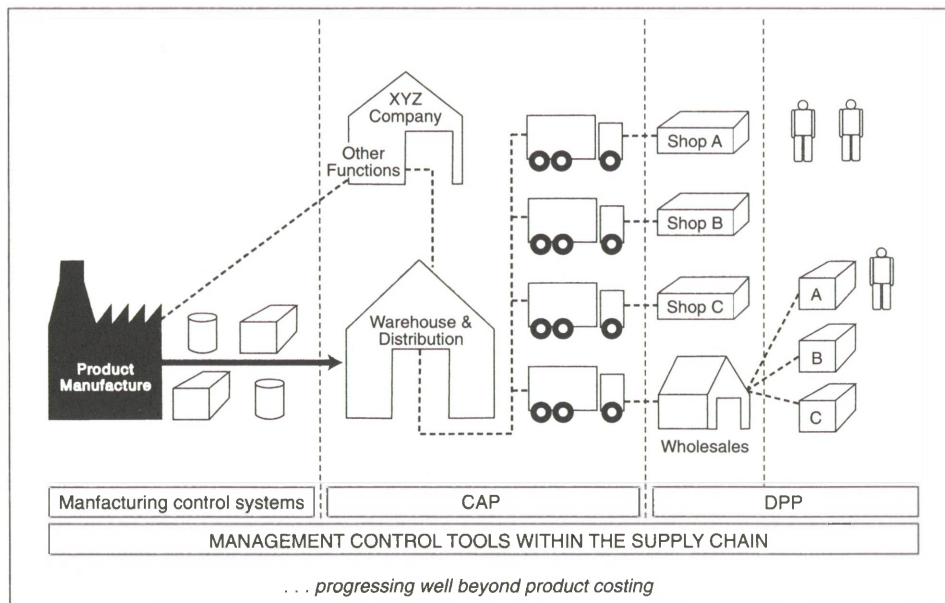 XYZ
Company
Other
Functions
Shop A
Shop B
Shop C
Warehouse &
Distribution
Product
Manufacture
A
B
C
Wholesales
Manfacturing control systems
CAP
DPP
MANAGEMENT CONTROL TOOLS WITHIN THE SUPPLY CHAIN
. . . progressing well beyond product costing